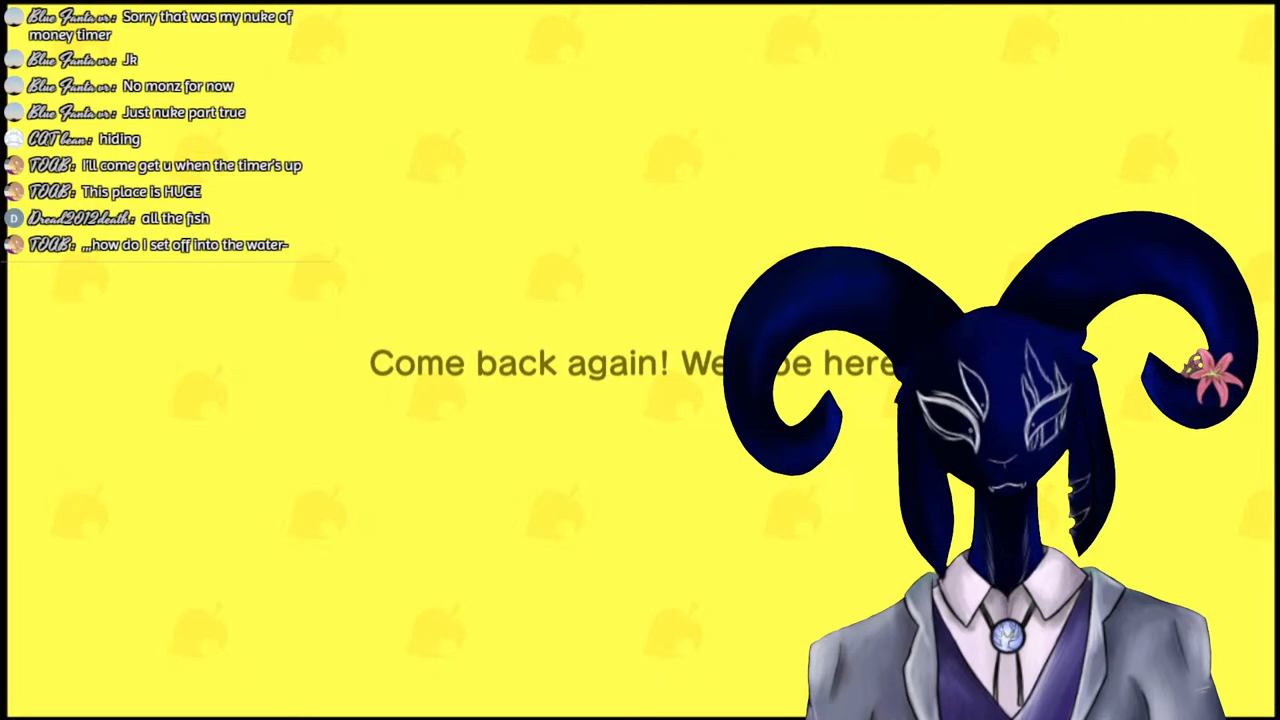 Blue Fanta vr: Sorry that was my nuke of
money timer
Blue Fanta vr: Jk
Blue Fanta vr: No monz for now
Blue Fanta vr: Just nuke part true
CQT bean: hiding
TOAB: I'll come get u when the timer's up
TOAB: This place is HUGE
D Dread2012death: all the fish
TOAB: ,,,how do I set off into the water-
Come back again! We be here